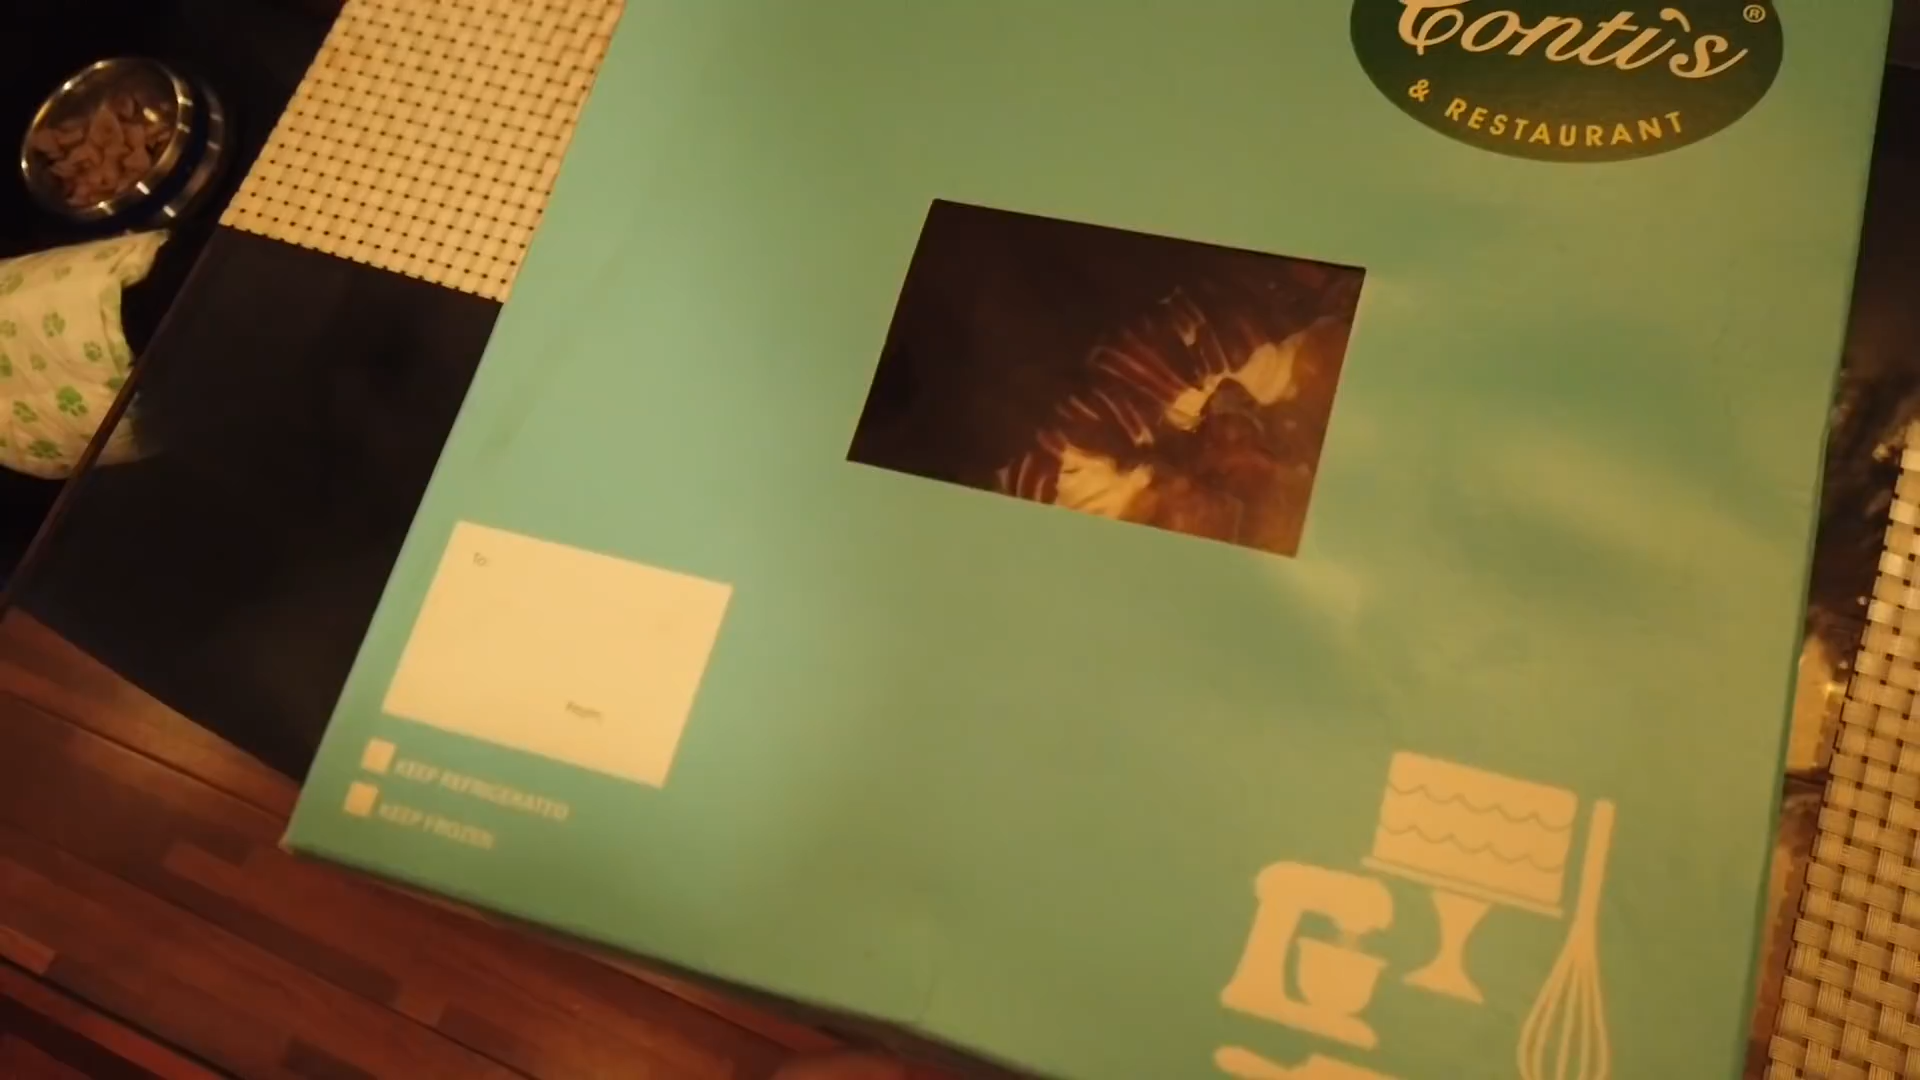 Conti's ®
& RESTAURANT
To:
From:
KEEP REFRIGERATED
KEEP FROZEN